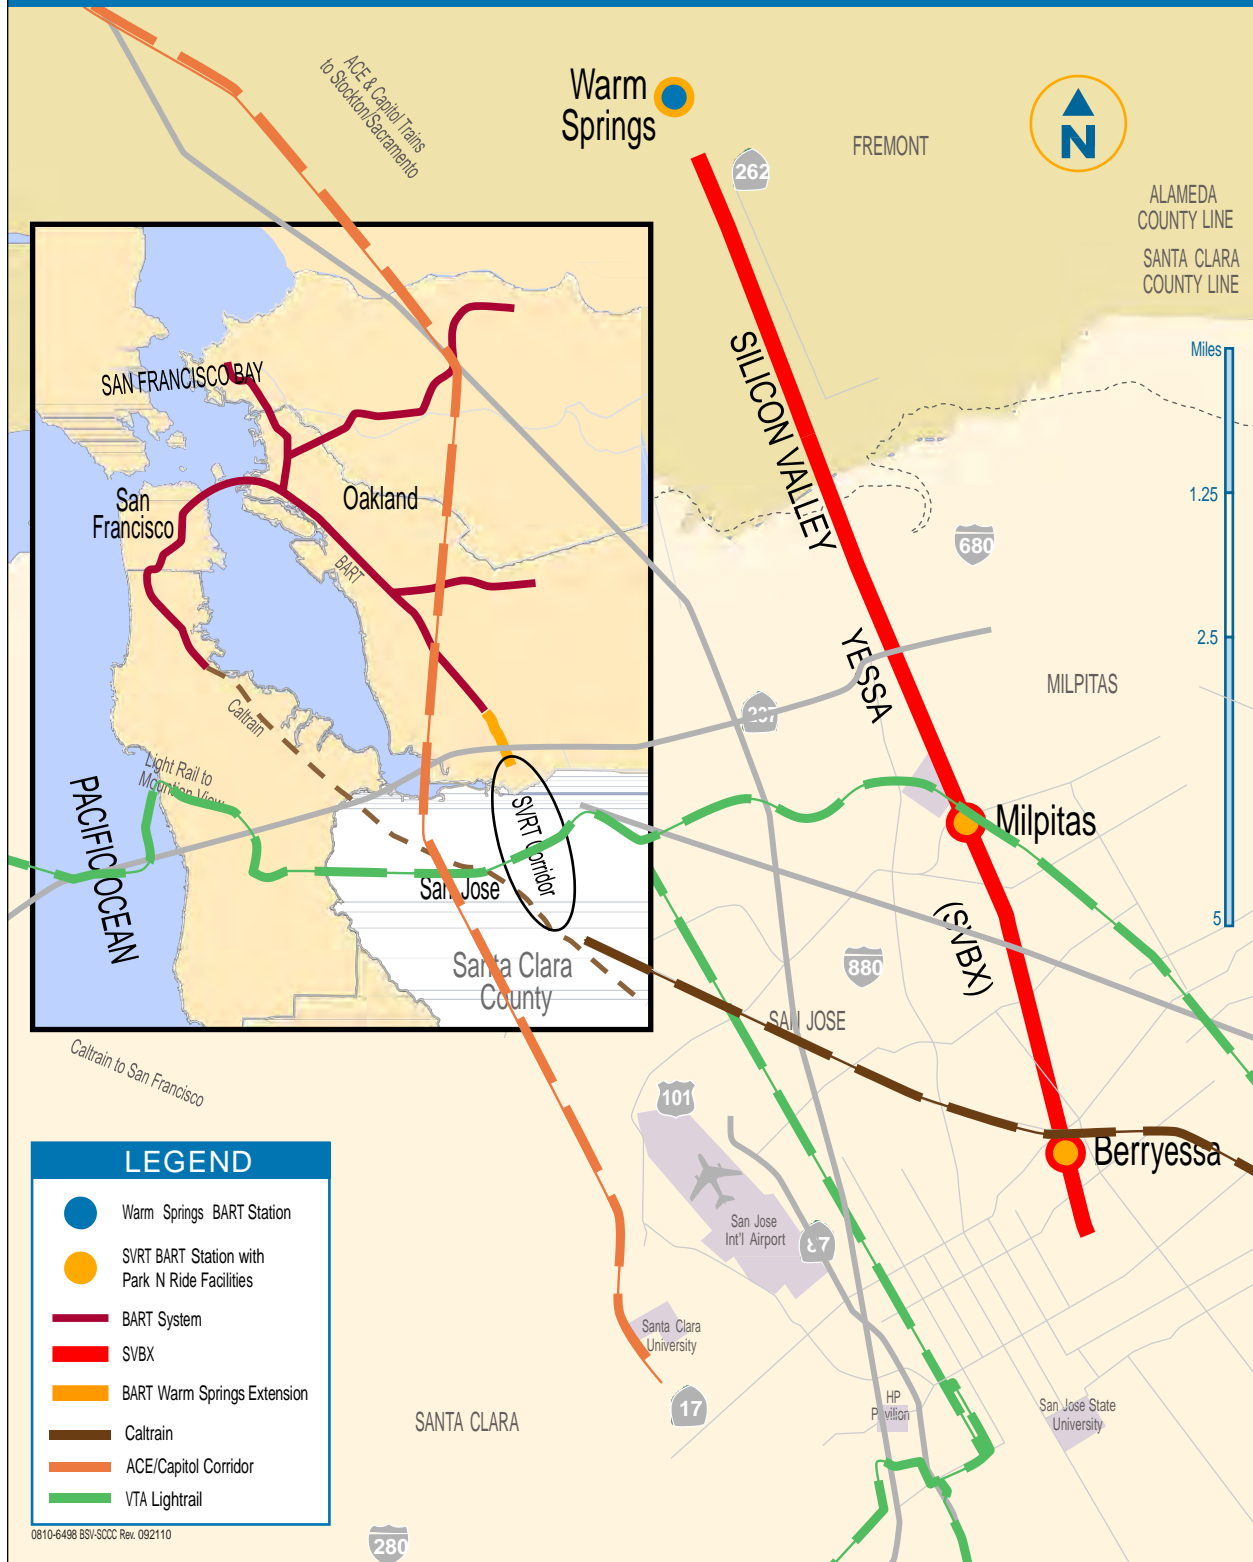 ACE & Capitol Trains
to Stockton/Sacramento
Warm
Springs
262
FREMONT
N
ALAMEDA
COUNTY LINE
SANTA CLARA
COUNTY LINE
Miles
1.25
2.5
5
SILICON VALLEY
YESSA
(SVBX)
680
237
MILPITAS
Milpitas
880
SAN JOSE
Berryessa
SAN FRANCISCO BAY
San
Francisco
Oakland
BART
Caltrain
Light Rail to
Mountain View
PACIFIC OCEAN
SVRT Corridor
San Jose
Santa Clara
County
Caltrain to San Francisco
101
San Jose
Int'l Airport
87
Santa Clara
University
17
HP
Pavilion
San Jose State
University
SANTA CLARA
280
LEGEND
Warm Springs BART Station
SVRT BART Station with
Park N Ride Facilities
BART System
SVBX
BART Warm Springs Extension
Caltrain
ACE/Capitol Corridor
VTA Lightrail
0810-6498 BSV-SCCC Rev. 092110